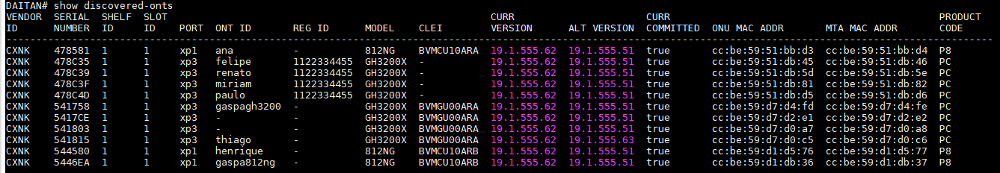 DAITAN# show discovered-onts
VENDOR  SERIAL  SHELF  SLOT                                                      CURR                      CURR                                                 PRODUCT
ID      NUMBER  ID     ID    PORT  ONT ID      REG ID      MODEL    CLEI        VERSION      ALT VERSION  COMMITTED  ONU MAC ADDR       MTA MAC ADDR       CODE
---------------------------------------------------------------------------------------------------------------------------------------------------------------------
CXNK    478581  1      1     xp1   ana         -           812NG    BVMCU10ARA  19.1.555.62  19.1.555.51  true       cc:be:59:51:bb:d3  cc:be:59:51:bb:d4  P8
CXNK    478C35  1      1     xp3   felipe      1122334455  GH3200X  -           19.1.555.62  19.1.555.51  true       cc:be:59:51:db:45  cc:be:59:51:db:46  PC
CXNK    478C39  1      1     xp3   renato      1122334455  GH3200X  -           19.1.555.62  19.1.555.51  true       cc:be:59:51:db:5d  cc:be:59:51:db:5e  PC
CXNK    478C3F  1      1     xp3   miriam      1122334455  GH3200X  -           19.1.555.62  19.1.555.51  true       cc:be:59:51:db:81  cc:be:59:51:db:82  PC
CXNK    478C4D  1      1     xp3   paulo       1122334455  GH3200X  -           19.1.555.62  19.1.555.51  true       cc:be:59:51:db:d5  cc:be:59:51:db:d6  PC
CXNK    541758  1      1     xp3   gaspagh3200  -          GH3200X  BVMGU00ARA  19.1.555.62  19.1.555.51  true       cc:be:59:d7:d4:fd  cc:be:59:d7:d4:fe  PC
CXNK    5417CE  1      1     xp3   -           -           GH3200X  BVMGU00ARA  19.1.555.62  19.1.555.51  true       cc:be:59:d7:d2:e1  cc:be:59:d7:d2:e2  PC
CXNK    541803  1      1     xp3   -           -           GH3200X  BVMGU00ARA  19.1.555.62  19.1.555.51  true       cc:be:59:d7:d0:a7  cc:be:59:d7:d0:a8  PC
CXNK    541815  1      1     xp3   thiago      -           GH3200X  BVMGU00ARA  19.1.555.62  19.1.555.63  true       cc:be:59:d7:d0:c5  cc:be:59:d7:d0:c6  PC
CXNK    544580  1      1     xp1   henrique    -           812NG    BVMCU10ARB  19.1.555.62  19.1.555.51  true       cc:be:59:d1:d5:76  cc:be:59:d1:d5:77  P8
CXNK    5446EA  1      1     xp1   gaspa812ng  -           812NG    BVMCU10ARB  19.1.555.62  19.1.555.51  true       cc:be:59:d1:db:36  cc:be:59:d1:db:37  P8